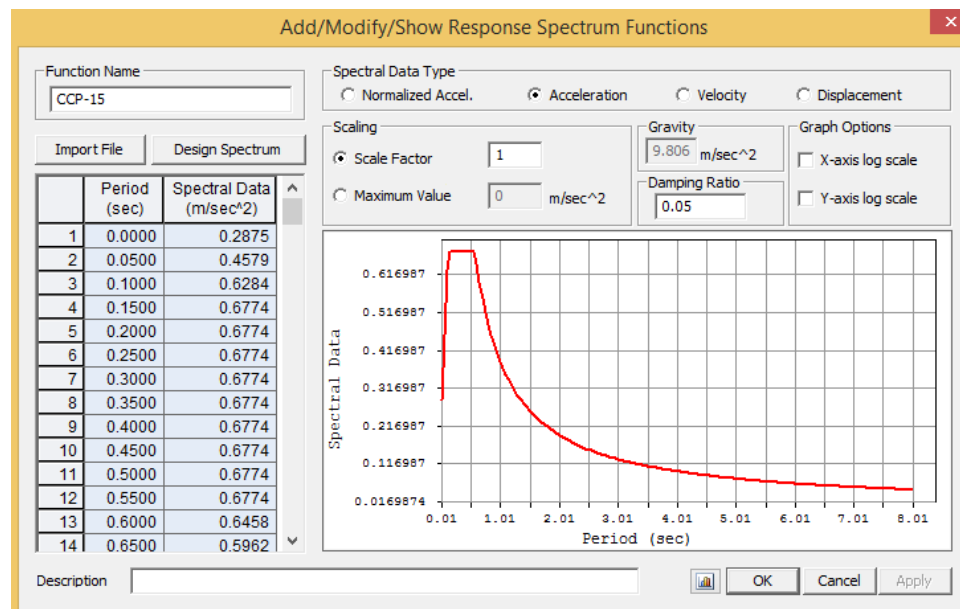 Add/Modify/Show Response Spectrum Functions
x
Function Name
CCP-15
Import File
Design Spectrum
Period (sec) Spectral Data (m/sec^2)
1 0.0000 0.2875
2 0.0500 0.4579
3 0.1000 0.6284
4 0.1500 0.6774
5 0.2000 0.6774
6 0.2500 0.6774
7 0.3000 0.6774
8 0.3500 0.6774
9 0.4000 0.6774
10 0.4500 0.6774
11 0.5000 0.6774
12 0.5500 0.6774
13 0.6000 0.6458
14 0.6500 0.5962
Spectral Data Type
Normalized Accel. Acceleration Velocity Displacement
Scaling
Scale Factor 1
Maximum Value 0 m/sec^2
Gravity
9.806 m/sec^2
Damping Ratio
0.05
Graph Options
X-axis log scale
Y-axis log scale
Spectral Data
0.616987
0.516987
0.416987
0.316987
0.216987
0.116987
0.0169874
0.01 1.01 2.01 3.01 4.01 5.01 6.01 7.01 8.01
Period (sec)
Description
OK Cancel Apply